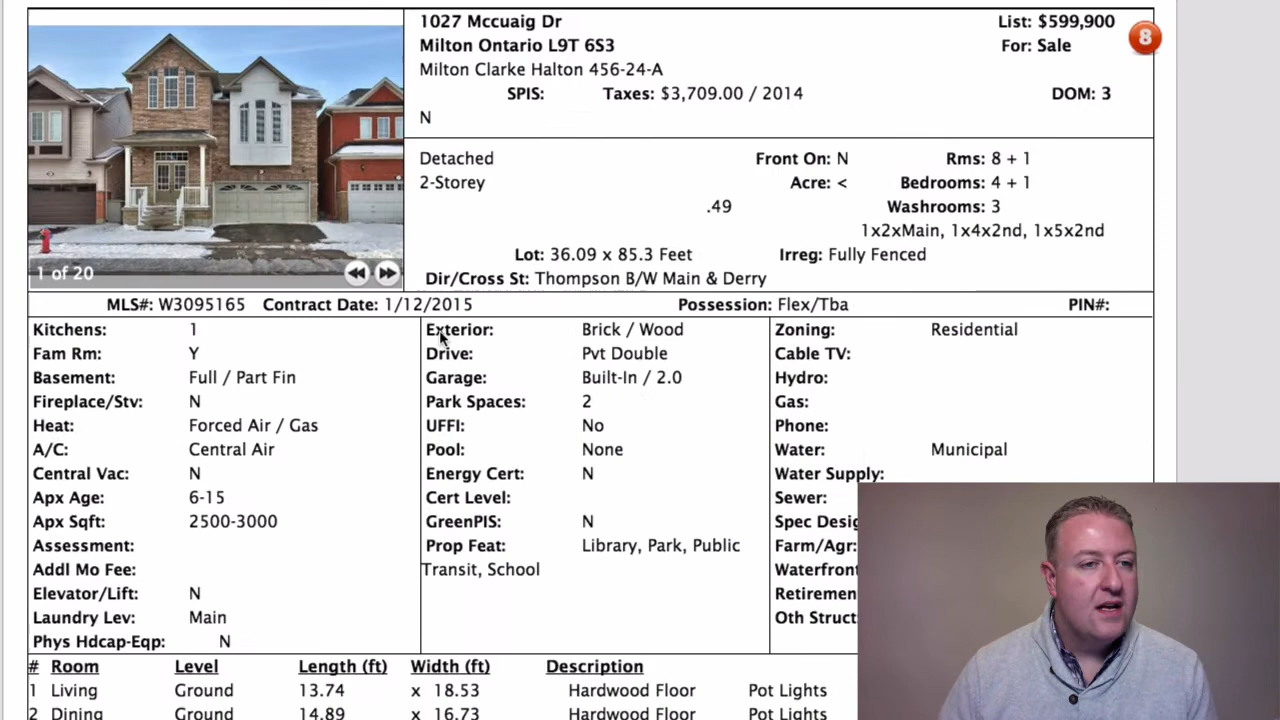 1027 Mccuaig Dr
List: $599,900
8
Milton Ontario L9T 6S3
For: Sale
Milton Clarke Halton 456-24-A
SPIS: Taxes: $3,709.00 / 2014 DOM: 3
N
Detached Front On: N Rms: 8 + 1
2-Storey Acre: < Bedrooms: 4 + 1
.49 Washrooms: 3
1x2xMain, 1x4x2nd, 1x5x2nd
Lot: 36.09 x 85.3 Feet Irreg: Fully Fenced
1 of 20
Dir/Cross St: Thompson B/W Main & Derry
MLS#: W3095165 Contract Date: 1/12/2015 Possession: Flex/Tba PIN#:
Kitchens: 1 Exterior: Brick / Wood Zoning: Residential
Fam Rm: Y Drive: Pvt Double Cable TV:
Basement: Full / Part Fin Garage: Built-In / 2.0 Hydro:
Fireplace/Stv: N Park Spaces: 2 Gas:
Heat: Forced Air / Gas UFFI: No Phone:
A/C: Central Air Pool: None Water: Municipal
Central Vac: N Energy Cert: N Water Supply:
Apx Age: 6-15 Cert Level: Sewer:
Apx Sqft: 2500-3000 GreenPIS: N Spec Desig
Assessment: Prop Feat: Library, Park, Public Farm/Agr:
Addl Mo Fee: Transit, School Waterfront
Elevator/Lift: N Retiremen
Laundry Lev: Main Oth Struct
Phys Hdcap-Eqp: N
# Room Level Length (ft) Width (ft) Description
1 Living Ground 13.74 x 18.53 Hardwood Floor Pot Lights
2 Dining Ground 14.89 x 16.73 Hardwood Floor Pot Lights